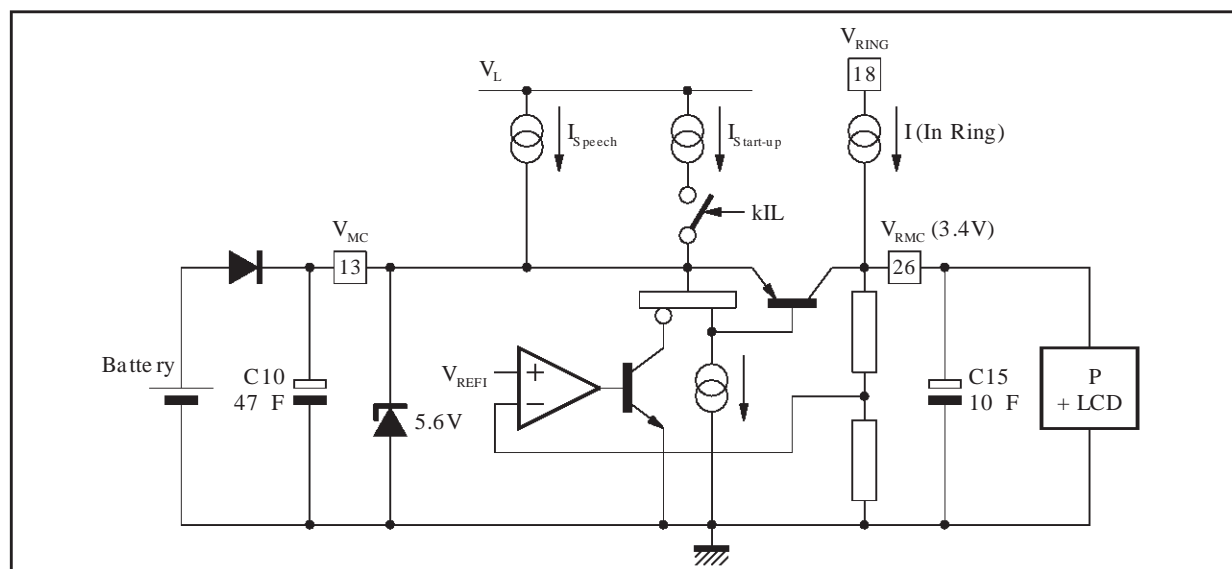 V_RING
18
V_L
I_Speech
I_Start-up
I (In Ring)
kIL
V_MC
V_RMC (3.4V)
13
26
Battery
C10
47 F
5.6V
V_REFI
+
−
C15
10 F
P
+ LCD